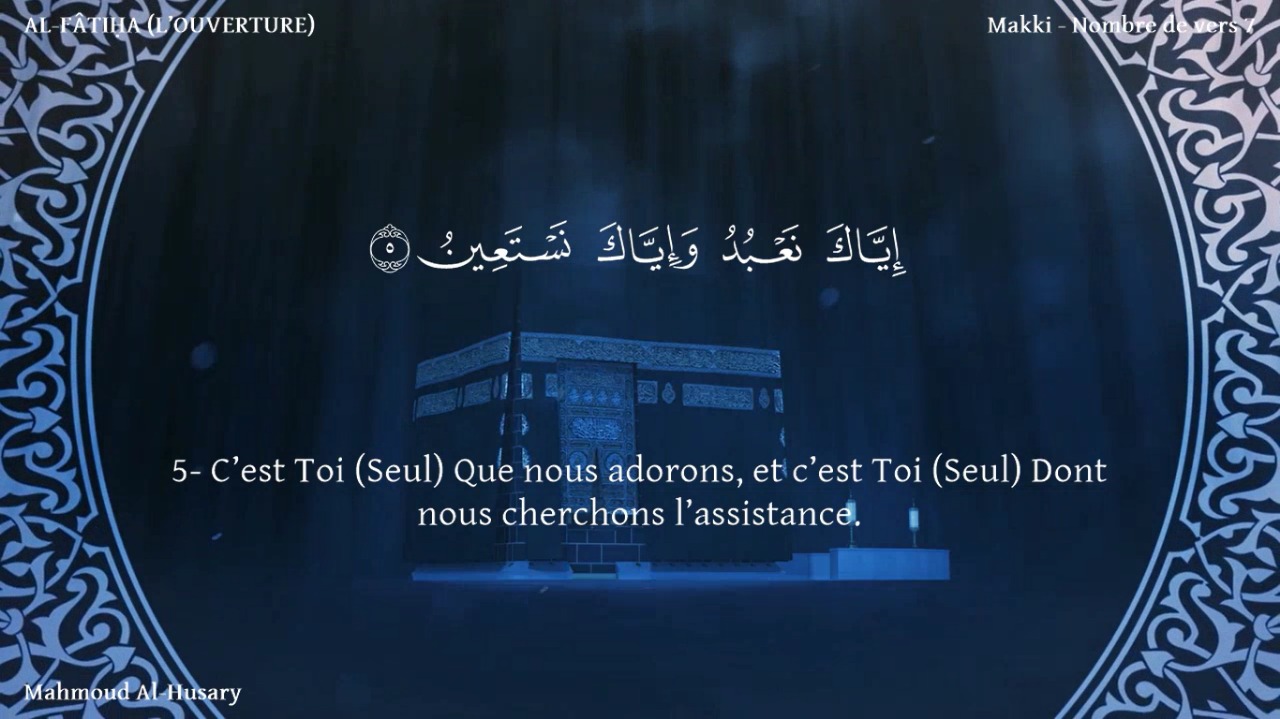 AL-FÂTIḤA (L’OUVERTURE)
Makki - Nombre de vers 7
إِيَّاكَ نَعْبُدُ وَإِيَّاكَ نَسْتَعِينُ ٥
5- C’est Toi (Seul) Que nous adorons, et c’est Toi (Seul) Dont
nous cherchons l’assistance.
Mahmoud Al-Husary